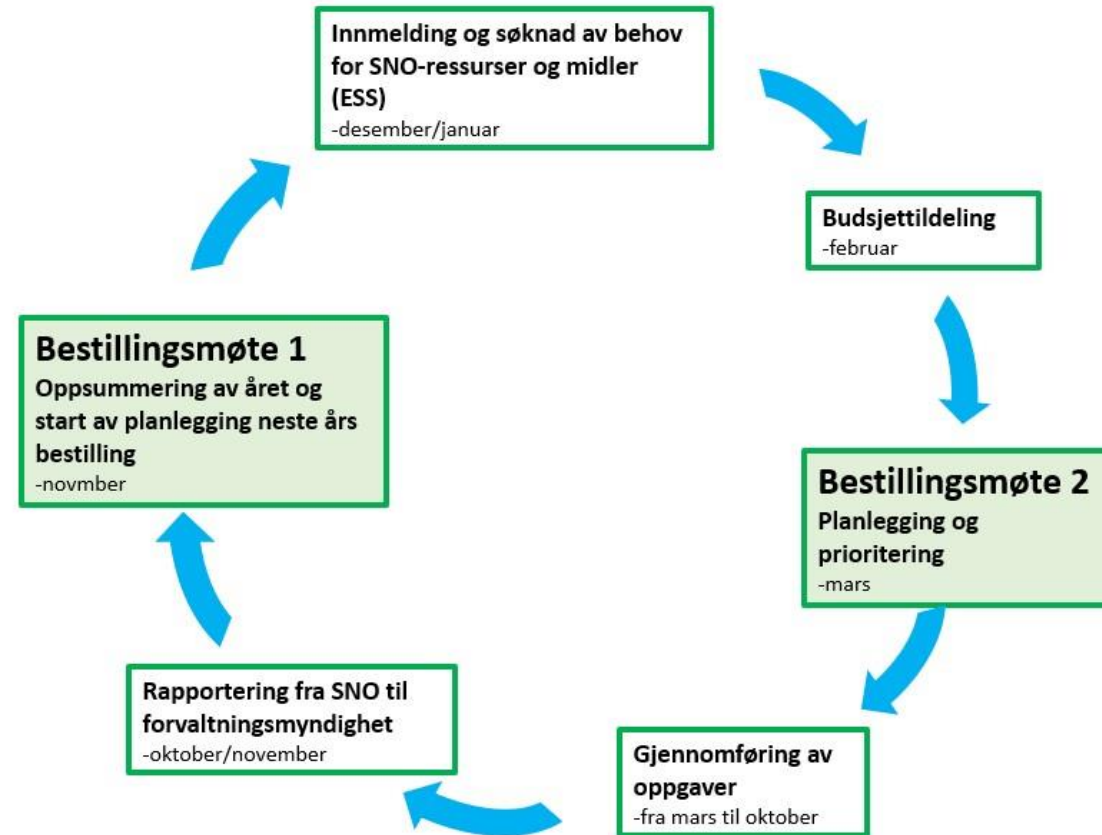 Innmelding og søknad av behov
for SNO-ressurser og midler
(ESS)
-desember/januar
Budsjettildeling
-februar
Bestillingsmøte 2
Planlegging og
prioritering
-mars
Gjennomføring av
oppgaver
-fra mars til oktober
Rapportering fra SNO til
forvaltningsmyndighet
-oktober/november
Bestillingsmøte 1
Oppsummering av året og
start av planlegging neste års
bestilling
-novmber